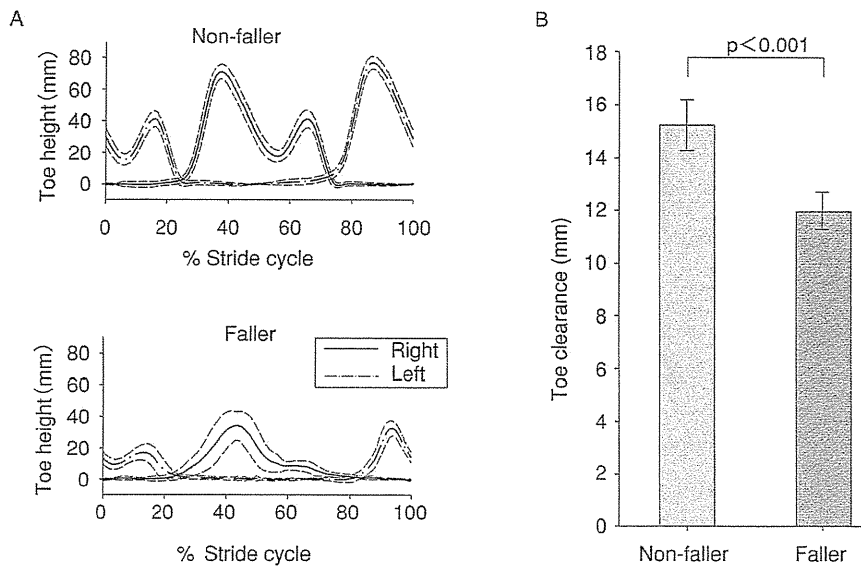 A
Non-faller
Toe height (mm)
80
60
40
20
0
0 20 40 60 80 100
% Stride cycle
Faller
Right
Left
Toe height (mm)
80
60
40
20
0
0 20 40 60 80 100
% Stride cycle
B
p<0.001
Toe clearance (mm)
18
16
14
12
10
8
6
4
2
0
Non-faller Faller